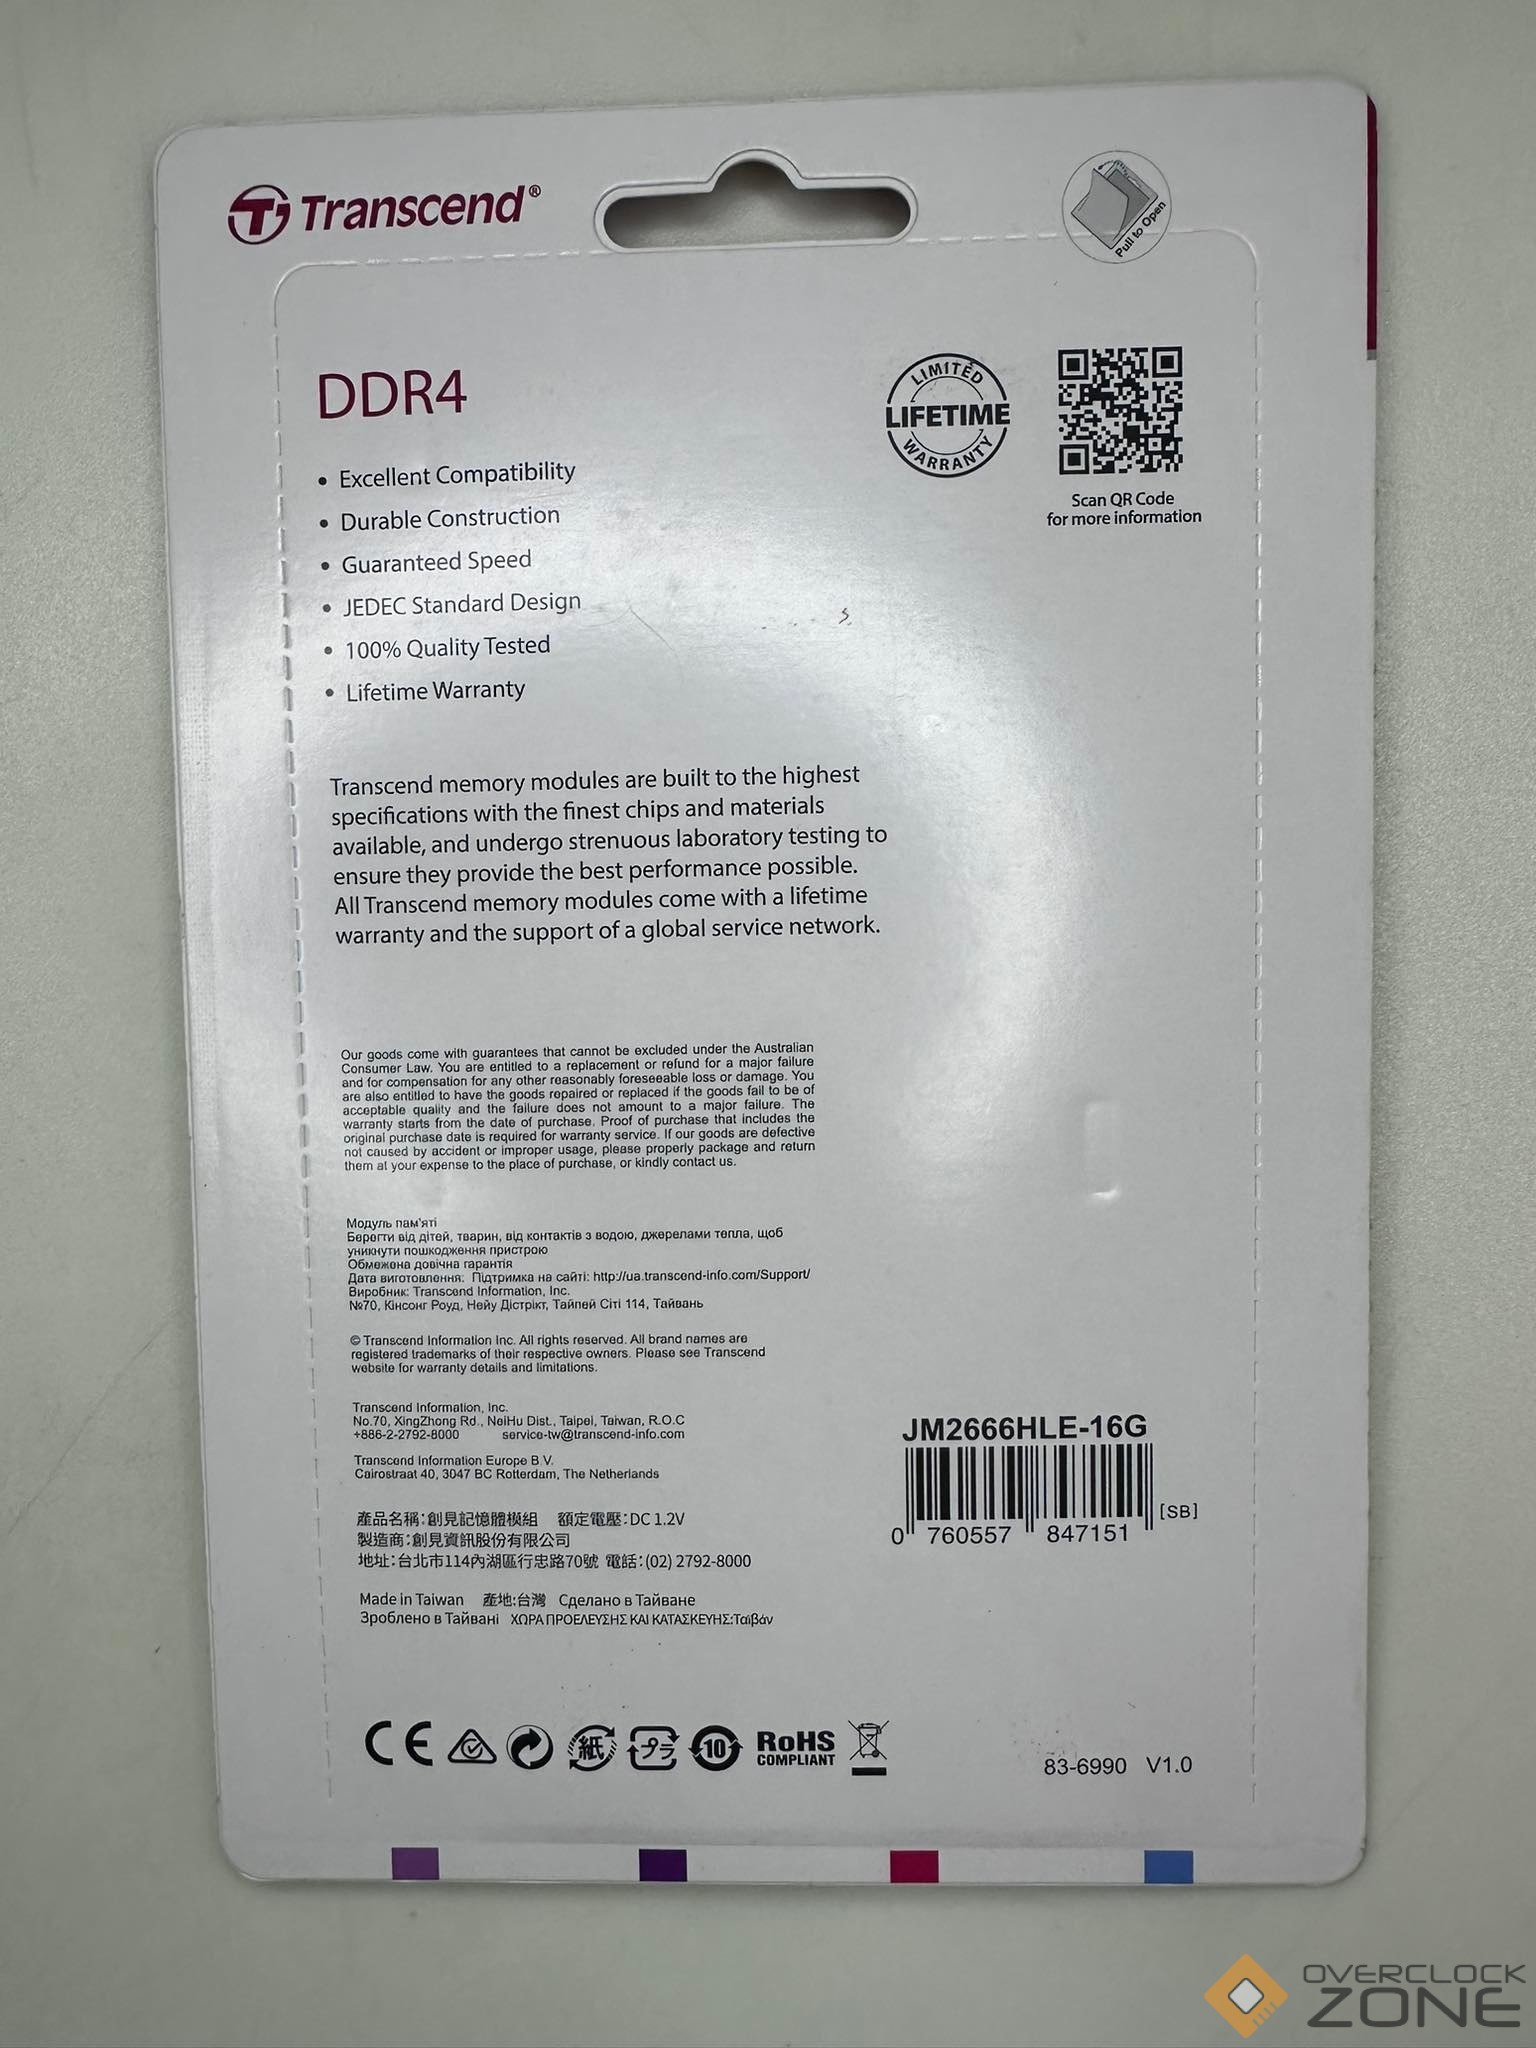 Transcend®
Pull to Open
DDR4
LIMITED
LIFETIME
WARRANTY
Scan QR Code
for more information
• Excellent Compatibility
• Durable Construction
• Guaranteed Speed
• JEDEC Standard Design
• 100% Quality Tested
• Lifetime Warranty
Transcend memory modules are built to the highest
specifications with the finest chips and materials
available, and undergo strenuous laboratory testing to
ensure they provide the best performance possible.
All Transcend memory modules come with a lifetime
warranty and the support of a global service network.
Our goods come with guarantees that cannot be excluded under the Australian
Consumer Law. You are entitled to a replacement or refund for a major failure
and for compensation for any other reasonably foreseeable loss or damage. You
are also entitled to have the goods repaired or replaced if the goods fail to be of
acceptable quality and the failure does not amount to a major failure. The
warranty starts from the date of purchase. Proof of purchase that includes the
original purchase date is required for warranty service. If our goods are defective
not caused by accident or improper usage, please properly package and return
them at your expense to the place of purchase, or kindly contact us.
Модуль пам'яті
Берегти від дітей, тварин, від контактів з водою, джерелами тепла, щоб
уникнути пошкодження пристрою
Обмежена довічна гарантія
Дата виготовлення: Підтримка на сайті: http://ua.transcend-info.com/Support/
Виробник: Transcend Information, Inc.
№70, Кінсонг Роуд, Нейу Дістрікт, Тайпей Сіті 114, Тайвань
© Transcend Information Inc. All rights reserved. All brand names are
registered trademarks of their respective owners. Please see Transcend
website for warranty details and limitations.
Transcend Information, Inc.
No.70, XingZhong Rd., NeiHu Dist., Taipei, Taiwan, R.O.C
+886-2-2792-8000 service-tw@transcend-info.com
Transcend Information Europe B.V.
Cairostraat 40, 3047 BC Rotterdam, The Netherlands
JM2666HLE-16G
[SB]
0 760557 847151
產品名稱:創見記憶體模組 額定電壓:DC 1.2V
製造商:創見資訊股份有限公司
地址:台北市114內湖區行忠路70號 電話:(02) 2792-8000
Made in Taiwan 產地:台灣 Сделано в Тайване
Зроблено в Тайвані ΧΩΡΑ ΠΡΟΕΛΕΥΣΗΣ ΚΑΙ ΚΑΤΑΣΚΕΥΗΣ:Ταϊβάν
CE 紙 プラ 10 RoHS
COMPLIANT
83-6990 V1.0
OVERCLOCK
ZONE